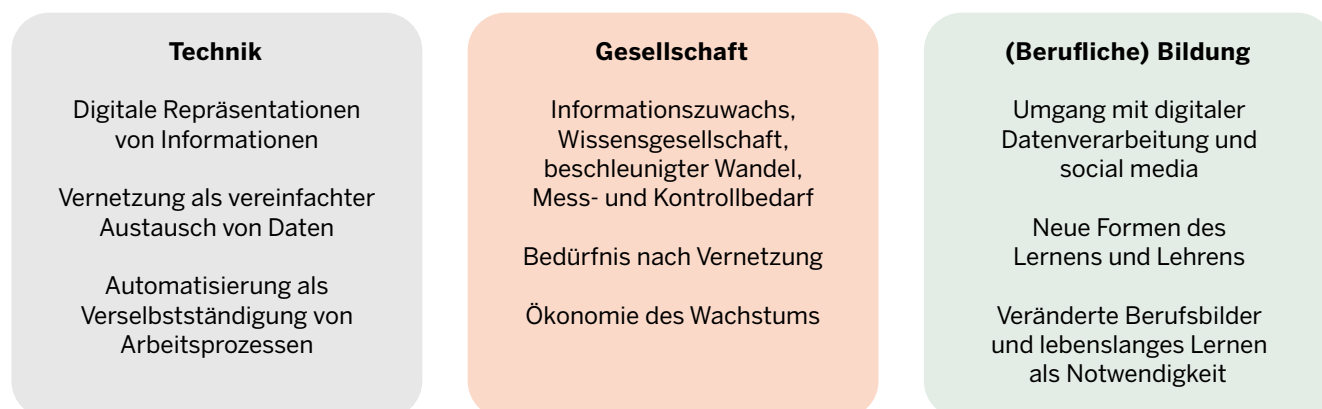 Technik
Digitale Repräsentationen
von Informationen
Vernetzung als vereinfachter
Austausch von Daten
Automatisierung als
Verselbstständigung von
Arbeitsprozessen
Gesellschaft
Informationszuwachs,
Wissensgesellschaft,
beschleunigter Wandel,
Mess- und Kontrollbedarf
Bedürfnis nach Vernetzung
Ökonomie des Wachstums
(Berufliche) Bildung
Umgang mit digitaler
Datenverarbeitung und
social media
Neue Formen des
Lernens und Lehrens
Veränderte Berufsbilder
und lebenslanges Lernen
als Notwendigkeit